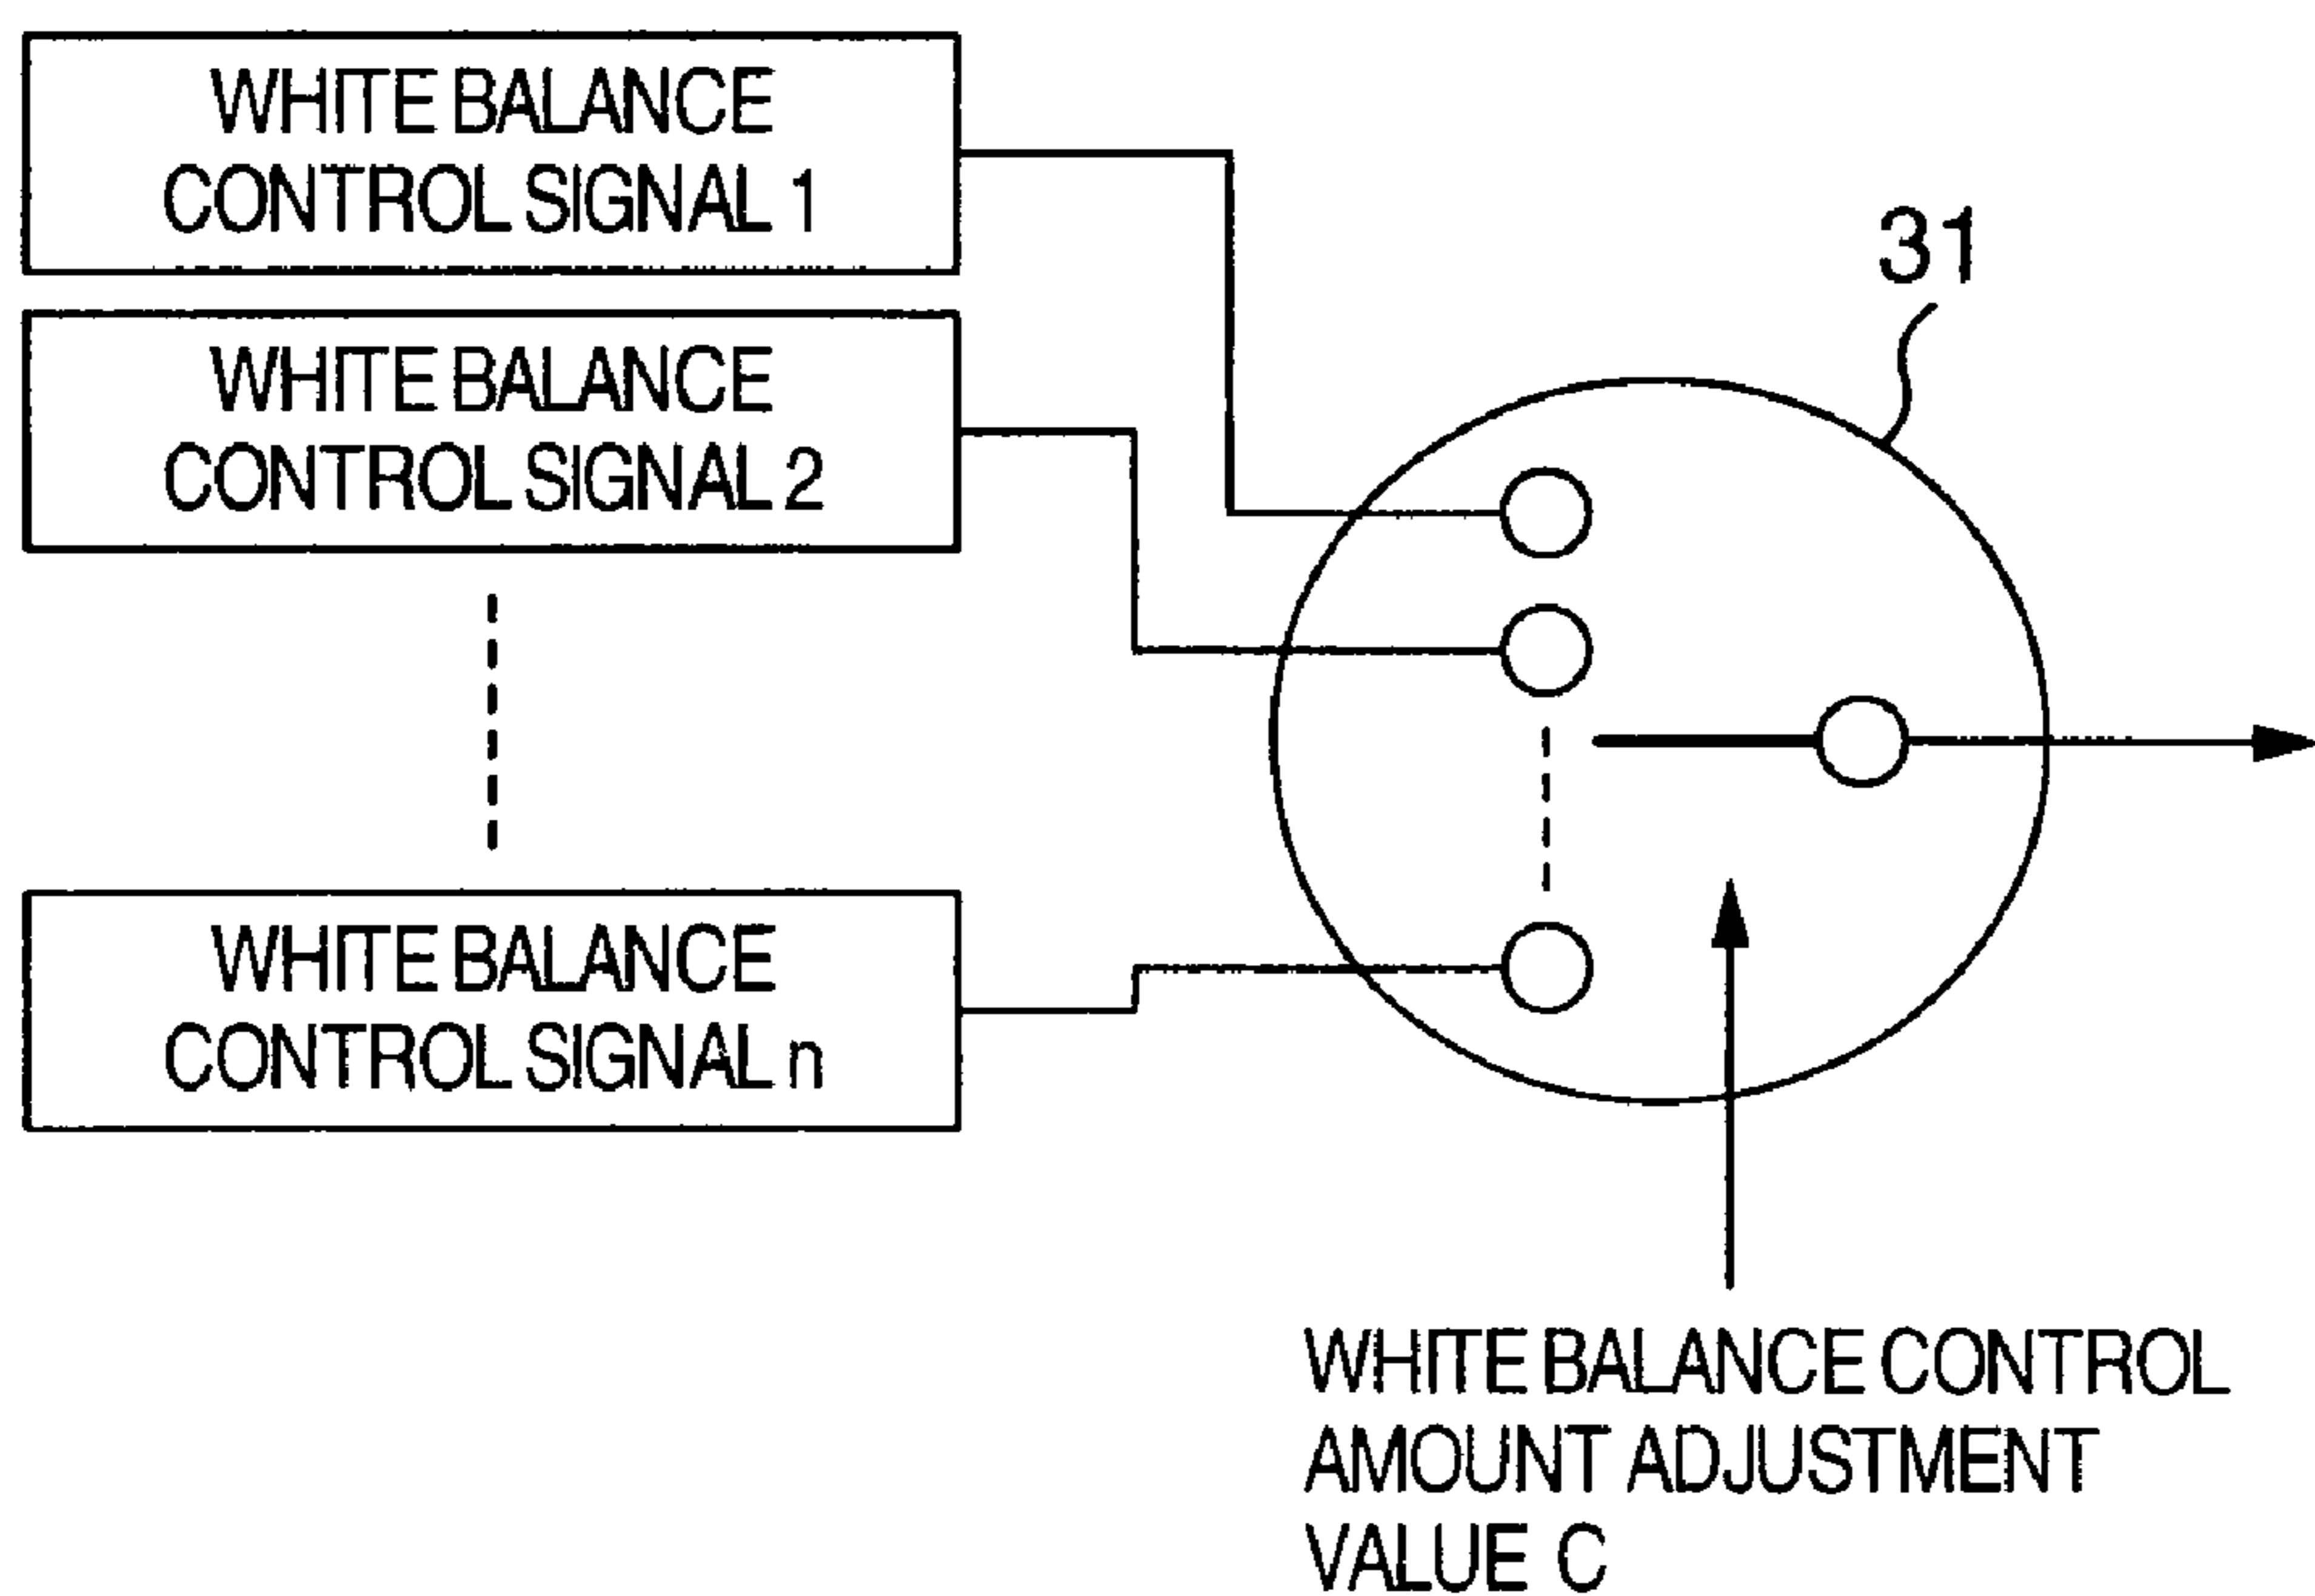 WHITE BALANCE
CONTROL SIGNAL 1
WHITE BALANCE
CONTROL SIGNAL 2
WHITE BALANCE
CONTROL SIGNAL n
31
WHITE BALANCE CONTROL
AMOUNT ADJUSTMENT
VALUE C